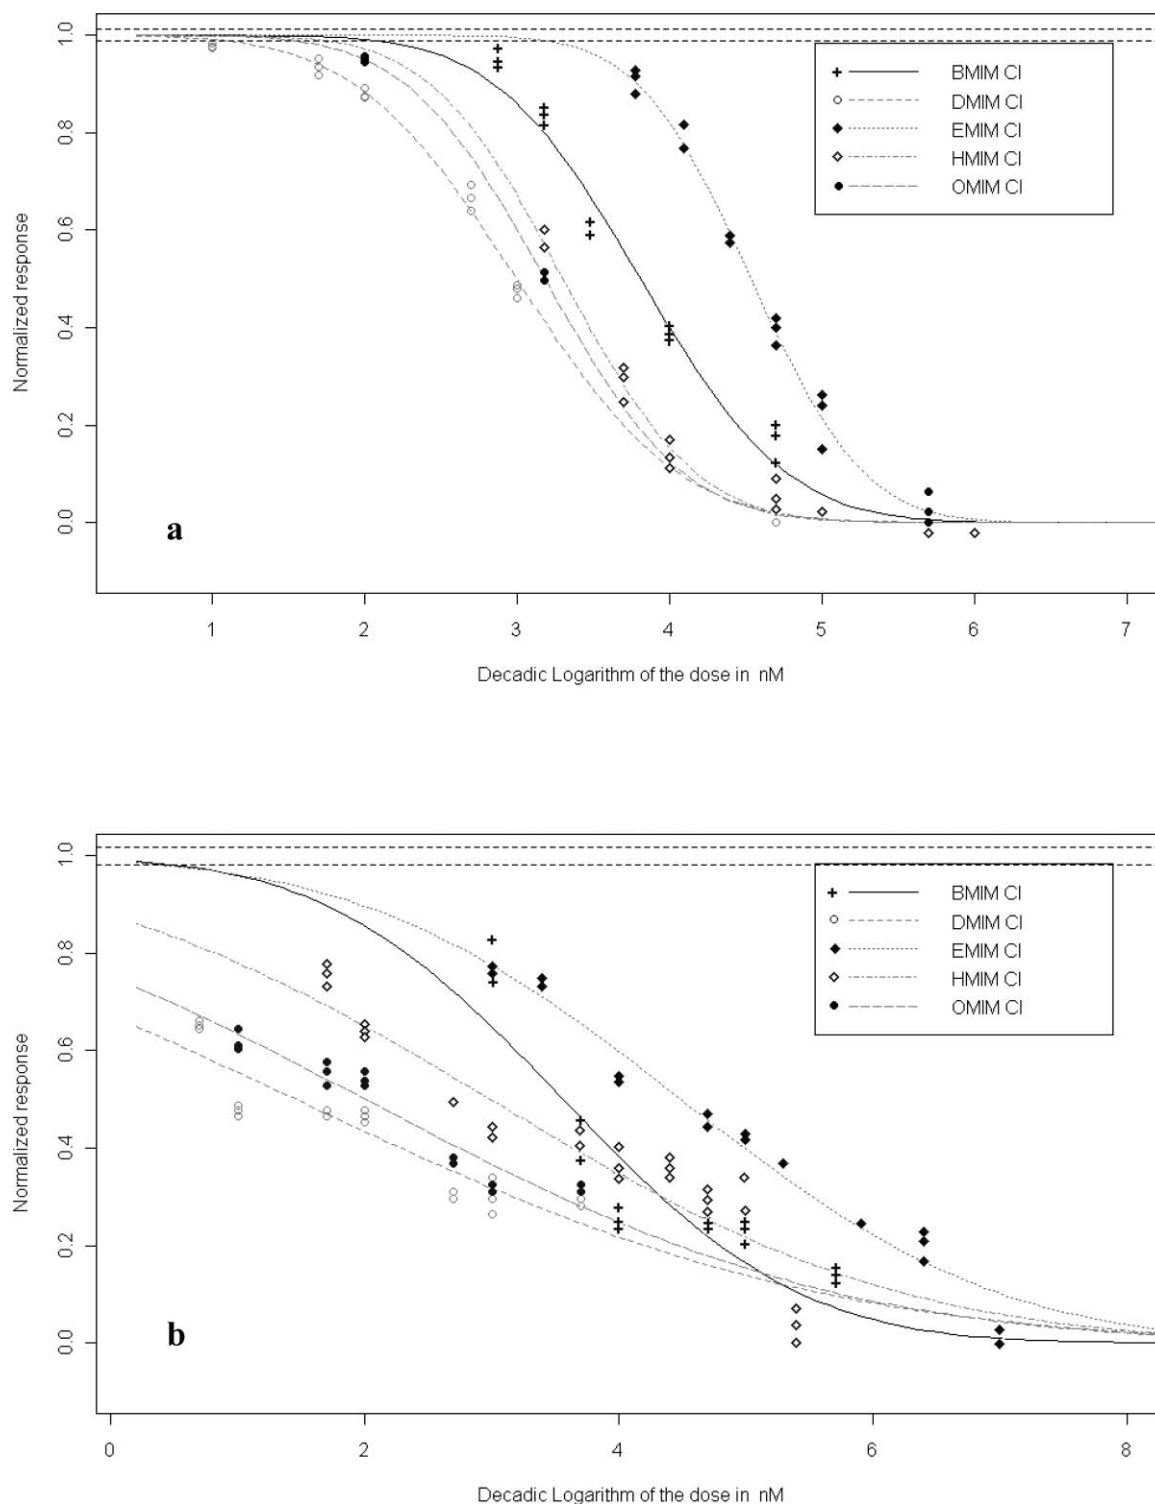 1.0
0.8
0.6
0.4
0.2
0.0
Normalized response
BMIM Cl
DMIM Cl
EMIM Cl
HMIM Cl
OMIM Cl
a
1 2 3 4 5 6 7
Decadic Logarithm of the dose in nM
1.0
0.8
0.6
0.4
0.2
0.0
Normalized response
BMIM Cl
DMIM Cl
EMIM Cl
HMIM Cl
OMIM Cl
b
0 2 4 6 8
Decadic Logarithm of the dose in nM